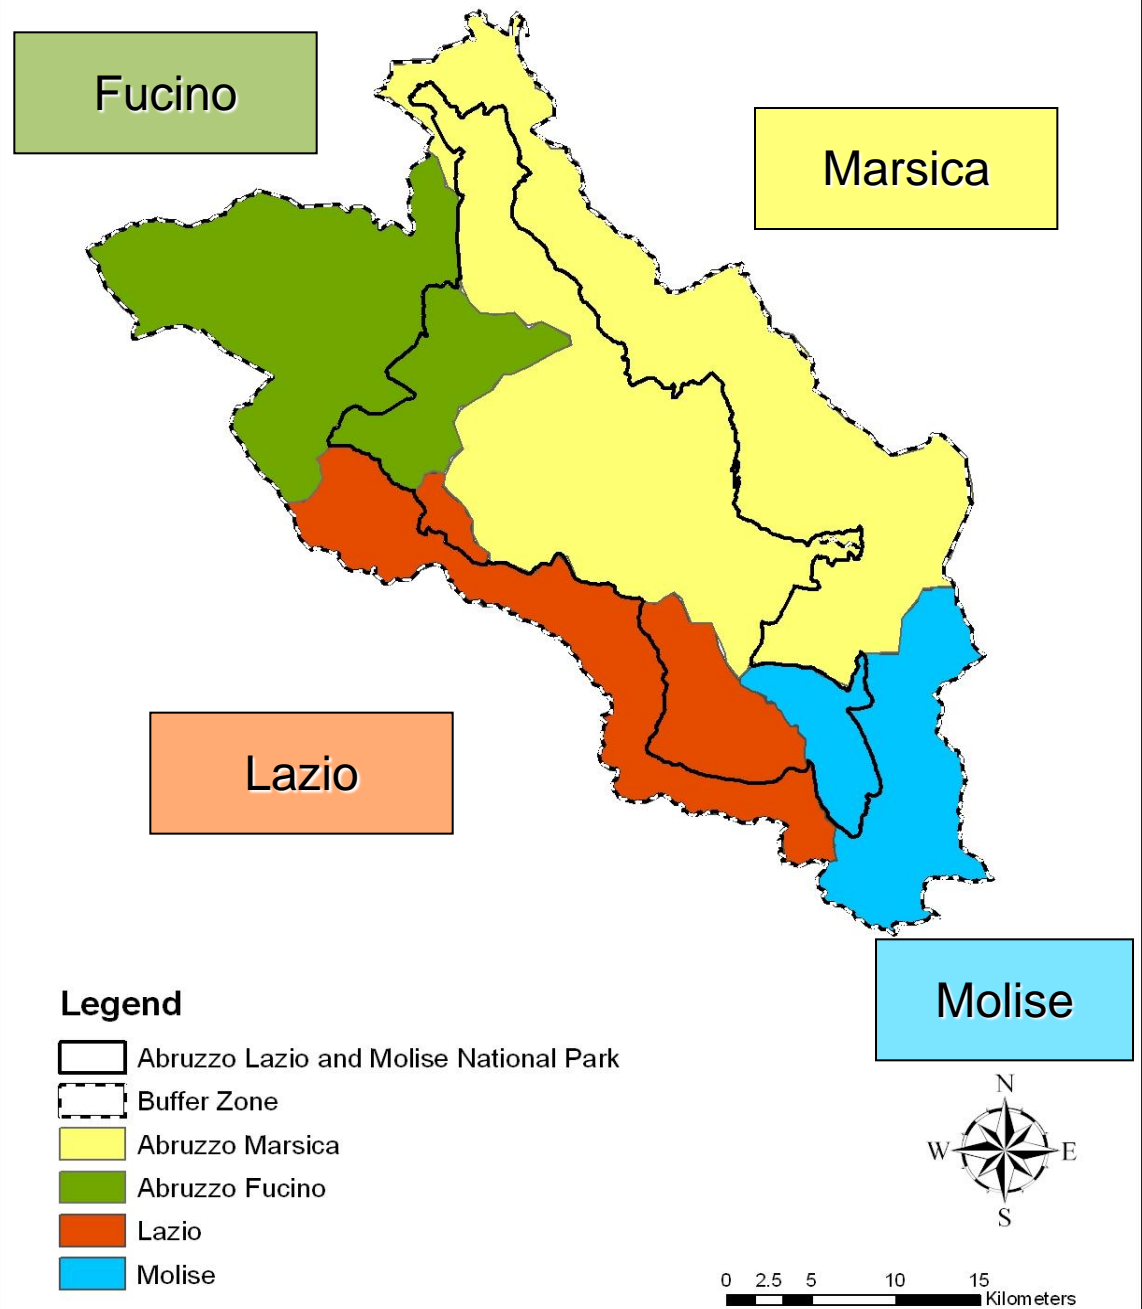 Fucino
Marsica
Lazio
Molise
Legend
Abruzzo Lazio and Molise National Park
Buffer Zone
Abruzzo Marsica
Abruzzo Fucino
Lazio
Molise
N
W E
S
0 2.5 5 10 15
Kilometers